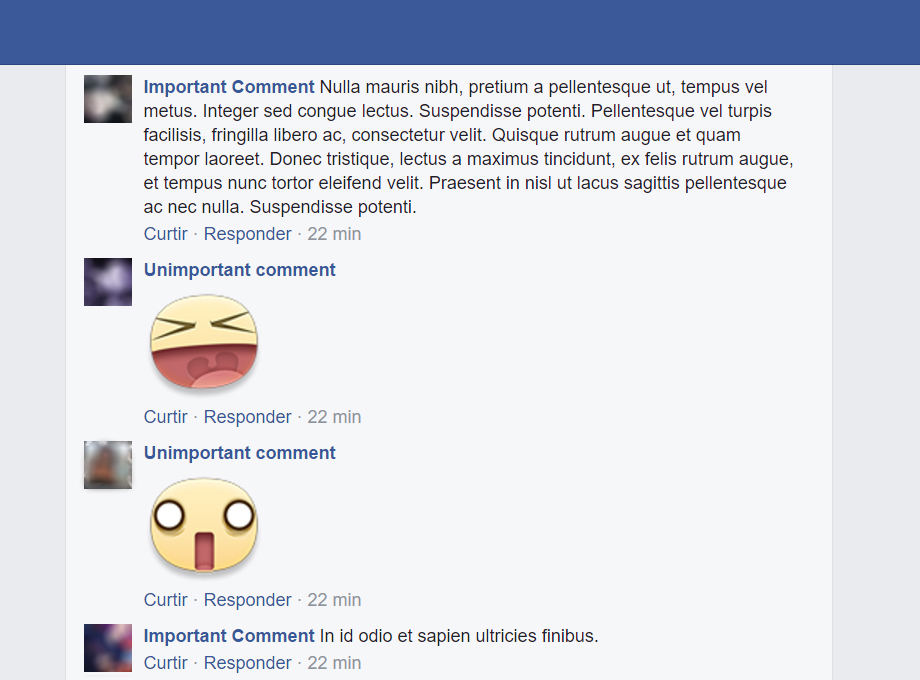 Important Comment Nulla mauris nibh, pretium a pellentesque ut, tempus vel
metus. Integer sed congue lectus. Suspendisse potenti. Pellentesque vel turpis
facilisis, fringilla libero ac, consectetur velit. Quisque rutrum augue et quam
tempor laoreet. Donec tristique, lectus a maximus tincidunt, ex felis rutrum augue,
et tempus nunc tortor eleifend velit. Praesent in nisl ut lacus sagittis pellentesque
ac nec nulla. Suspendisse potenti.
Curtir · Responder · 22 min
Unimportant comment
Curtir · Responder · 22 min
Unimportant comment
Curtir · Responder · 22 min
Important Comment In id odio et sapien ultricies finibus.
Curtir · Responder · 22 min